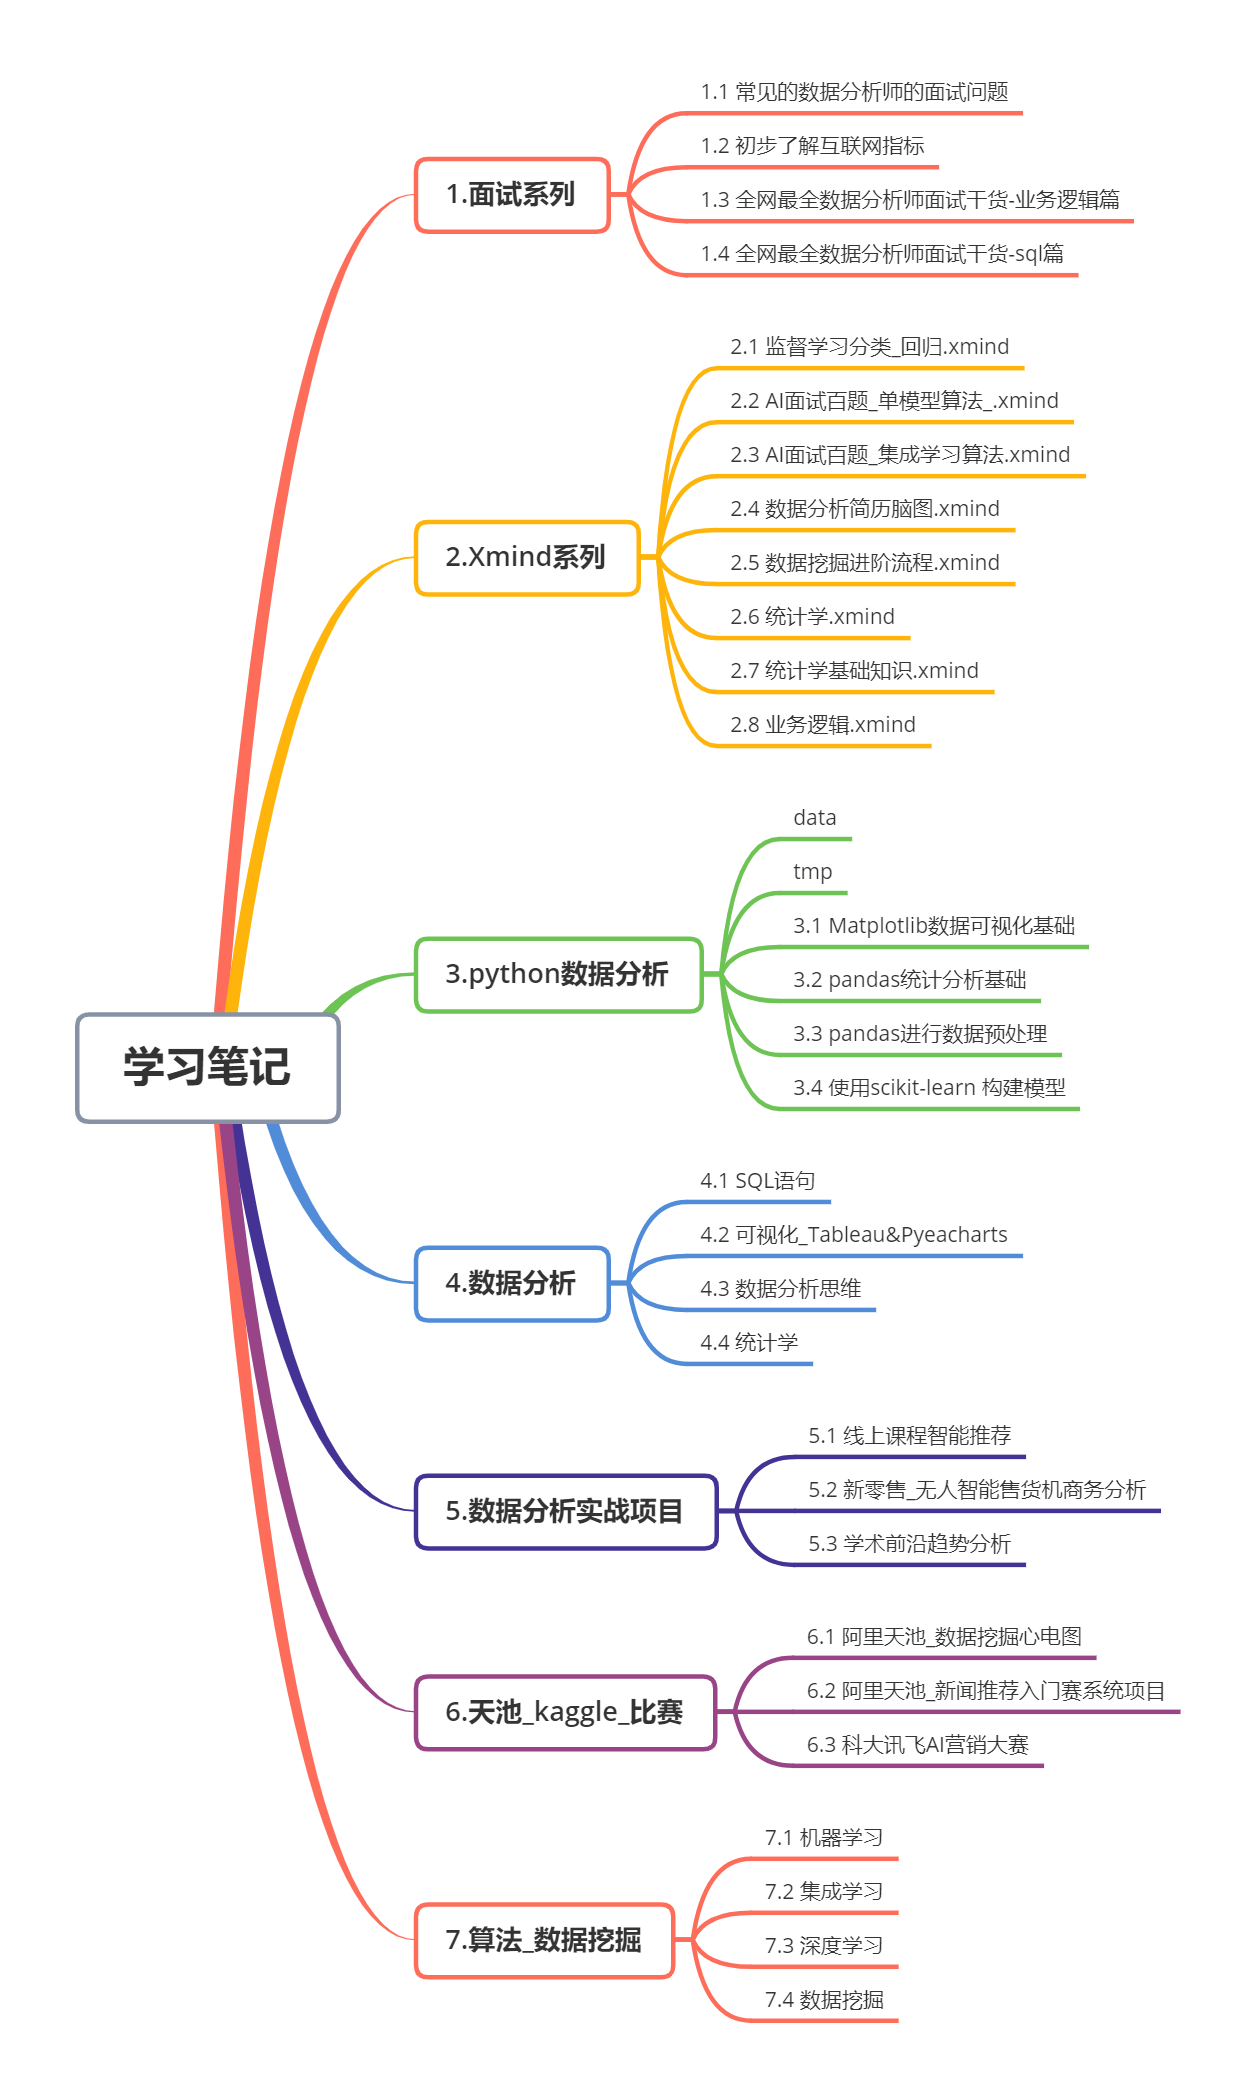 学习笔记
1.面试系列
1.1 常见的数据分析师的面试问题
1.2 初步了解互联网指标
1.3 全网最全数据分析师面试干货-业务逻辑篇
1.4 全网最全数据分析师面试干货-sql篇
2.Xmind系列
2.1 监督学习分类_回归.xmind
2.2 AI面试百题_单模型算法_.xmind
2.3 AI面试百题_集成学习算法.xmind
2.4 数据分析简历脑图.xmind
2.5 数据挖掘进阶流程.xmind
2.6 统计学.xmind
2.7 统计学基础知识.xmind
2.8 业务逻辑.xmind
3.python数据分析
data
tmp
3.1 Matplotlib数据可视化基础
3.2 pandas统计分析基础
3.3 pandas进行数据预处理
3.4 使用scikit-learn 构建模型
4.数据分析
4.1 SQL语句
4.2 可视化_Tableau&Pyeacharts
4.3 数据分析思维
4.4 统计学
5.数据分析实战项目
5.1 线上课程智能推荐
5.2 新零售_无人智能售货机商务分析
5.3 学术前沿趋势分析
6.天池_kaggle_比赛
6.1 阿里天池_数据挖掘心电图
6.2 阿里天池_新闻推荐入门赛系统项目
6.3 科大讯飞AI营销大赛
7.算法_数据挖掘
7.1 机器学习
7.2 集成学习
7.3 深度学习
7.4 数据挖掘